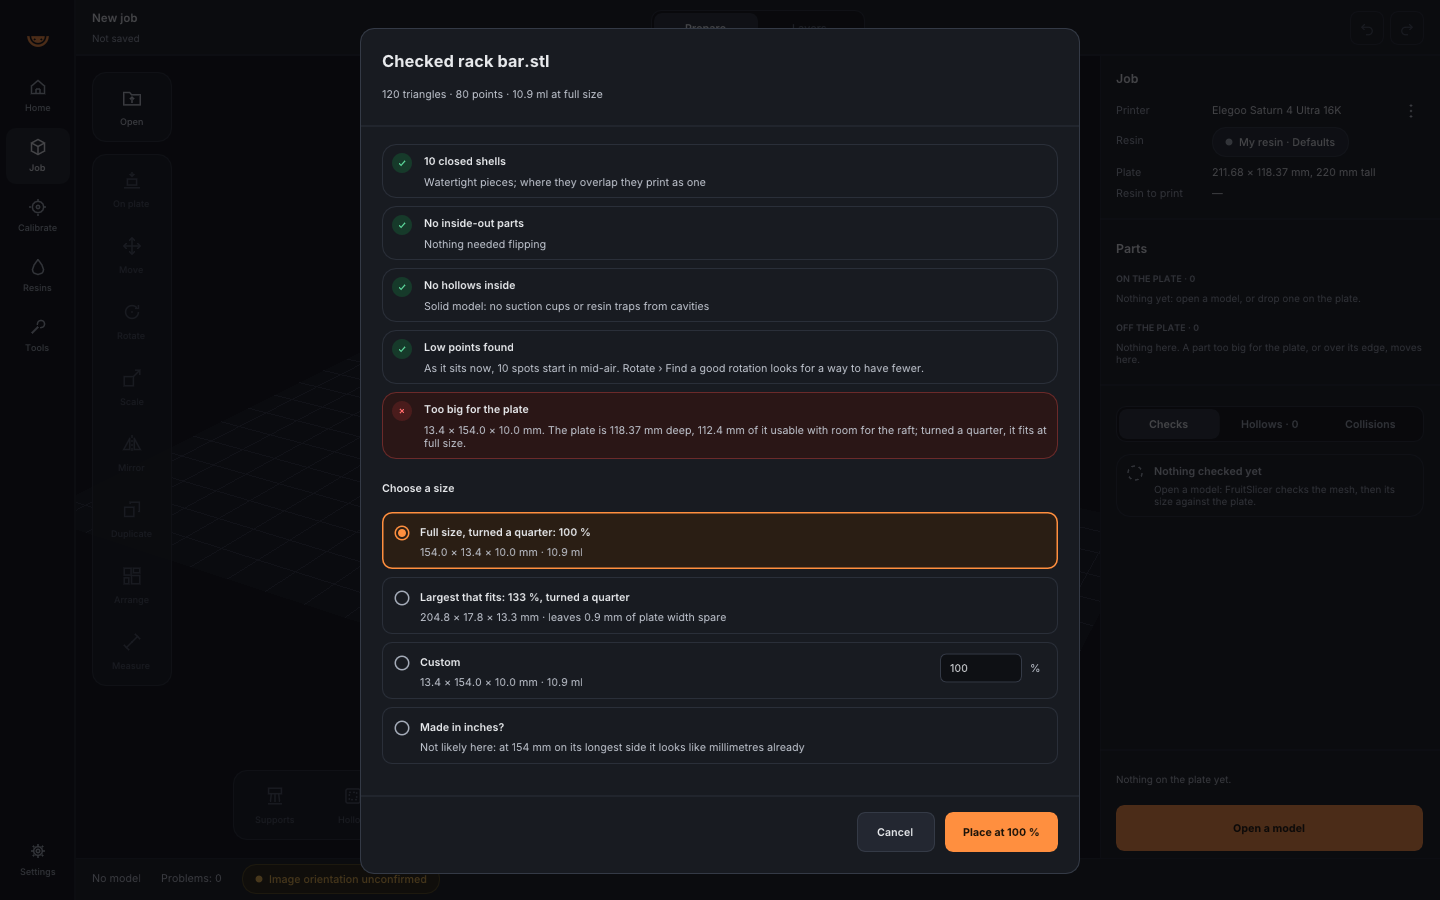 New job
Not saved
Prepare
Layers
Home
Job
Calibrate
Resins
Tools
Settings
Open
On plate
Move
Rotate
Scale
Mirror
Duplicate
Arrange
Measure
Supports
Checked rack bar.stl
120 triangles · 80 points · 10.9 ml at full size
10 closed shells
Watertight pieces; where they overlap they print as one
No inside-out parts
Nothing needed flipping
No hollows inside
Solid model: no suction cups or resin traps from cavities
Low points found
As it sits now, 10 spots start in mid-air. Rotate › Find a good rotation looks for a way to have fewer.
Too big for the plate
13.4 × 154.0 × 10.0 mm. The plate is 118.37 mm deep, 112.4 mm of it usable with room for the raft; turned a quarter, it fits at
full size.
Choose a size
Full size, turned a quarter: 100 %
154.0 × 13.4 × 10.0 mm · 10.9 ml
Largest that fits: 133 %, turned a quarter
204.8 × 17.8 × 13.3 mm · leaves 0.9 mm of plate width spare
Custom
13.4 × 154.0 × 10.0 mm · 10.9 ml
100 %
Made in inches?
Not likely here: at 154 mm on its longest side it looks like millimetres already
Cancel
Place at 100 %
Job
Printer Elegoo Saturn 4 Ultra 16K
Resin My resin · Defaults
Plate 211.68 × 118.37 mm, 220 mm tall
Resin to print —
Parts
ON THE PLATE · 0
Nothing yet: open a model, or drop one on the plate.
OFF THE PLATE · 0
Nothing here. A part too big for the plate, or over its edge, moves
here.
Checks Hollows · 0 Collisions
Nothing checked yet
Open a model: FruitSlicer checks the mesh, then its
size against the plate.
Nothing on the plate yet.
Open a model
No model Problems: 0 Image orientation unconfirmed